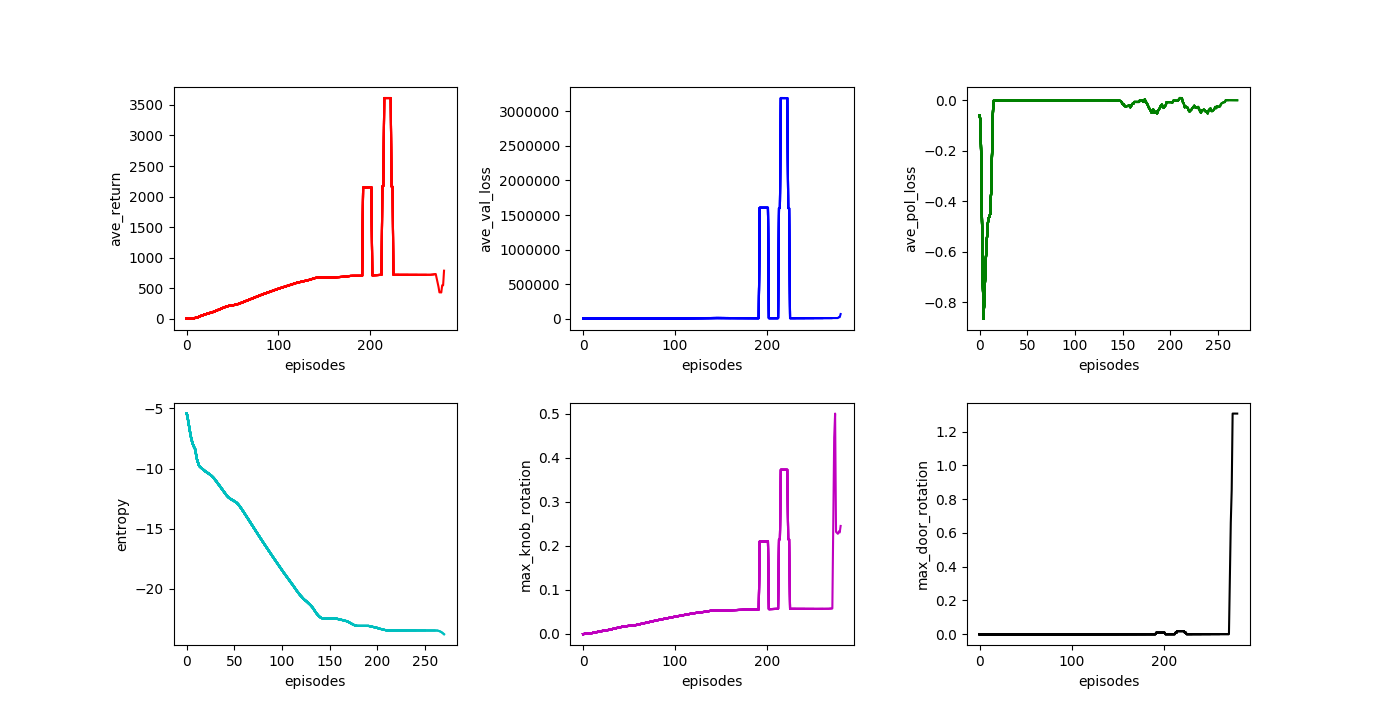 ave_return
3500
3000
2500
2000
1500
1000
500
0
0 100 200
episodes
ave_val_loss
3000000
2500000
2000000
1500000
1000000
500000
0
0 100 200
episodes
ave_pol_loss
0.0
−0.2
−0.4
−0.6
−0.8
0 50 100 150 200 250
episodes
entropy
−5
−10
−15
−20
0 50 100 150 200 250
episodes
max_knob_rotation
0.5
0.4
0.3
0.2
0.1
0.0
0 100 200
episodes
max_door_rotation
1.2
1.0
0.8
0.6
0.4
0.2
0.0
0 100 200
episodes